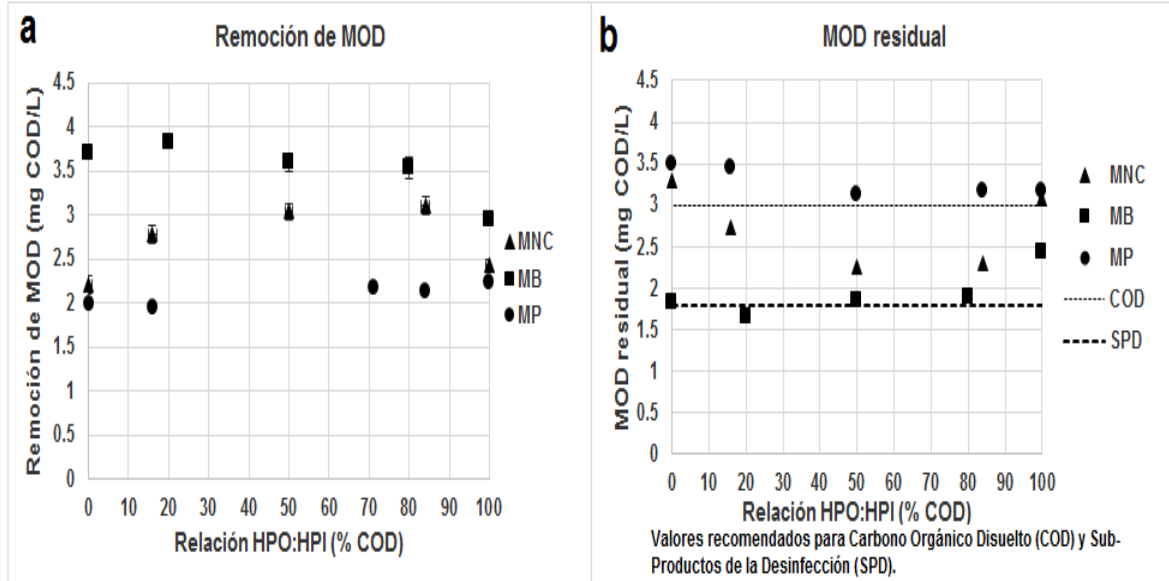 a
Remoción de MOD
Remoción de MOD (mg COD/L)
4.5
4
3.5
3
2.5
2
1.5
1
0.5
0
0 10 20 30 40 50 60 70 80 90 100
Relación HPO:HPI (% COD)
MNC
MB
MP
b
MOD residual
MOD residual (mg COD/L)
4.5
4
3.5
3
2.5
2
1.5
1
0.5
0
0 10 20 30 40 50 60 70 80 90 100
Relación HPO:HPI (% COD)
MNC
MB
MP
COD
SPD
Valores recomendados para Carbono Orgánico Disuelto (COD) y Sub-
Productos de la Desinfección (SPD).